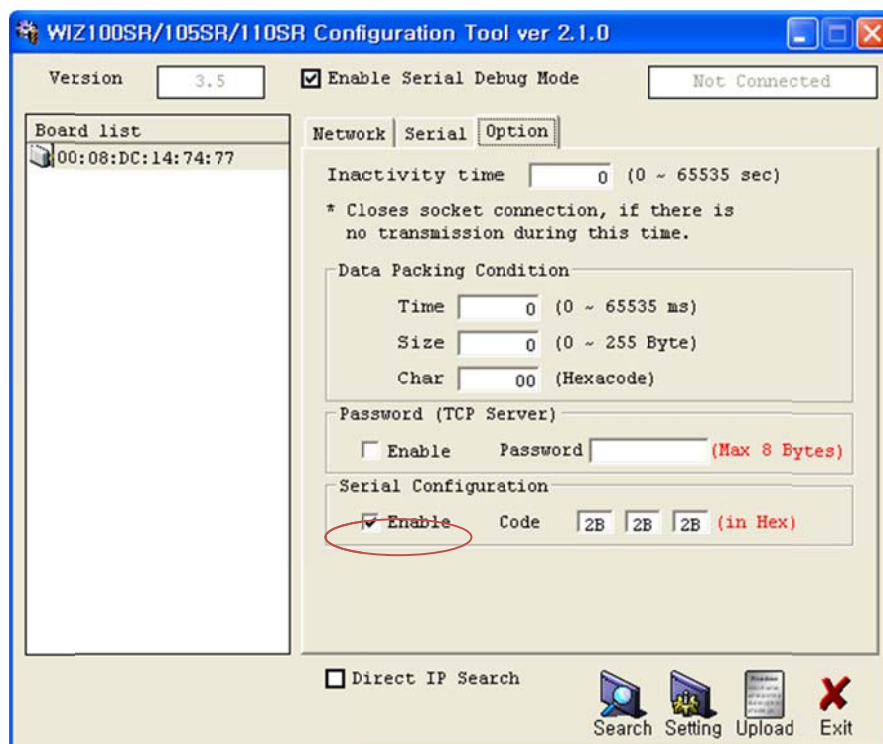 WIZ100SR/105SR/110SR Configuration Tool ver 2.1.0
Version 3.5 Enable Serial Debug Mode Not Connected
Board list
00:08:DC:14:74:77
Network Serial Option
Inactivity time 0 (0 ~ 65535 sec)
* Closes socket connection, if there is
no transmission during this time.
Data Packing Condition
Time 0 (0 ~ 65535 ms)
Size 0 (0 ~ 255 Byte)
Char 00 (Hexacode)
Password (TCP Server)
Enable Password (Max 8 Bytes)
Serial Configuration
Enable Code 2B 2B 2B (in Hex)
Direct IP Search
Search Setting Upload Exit